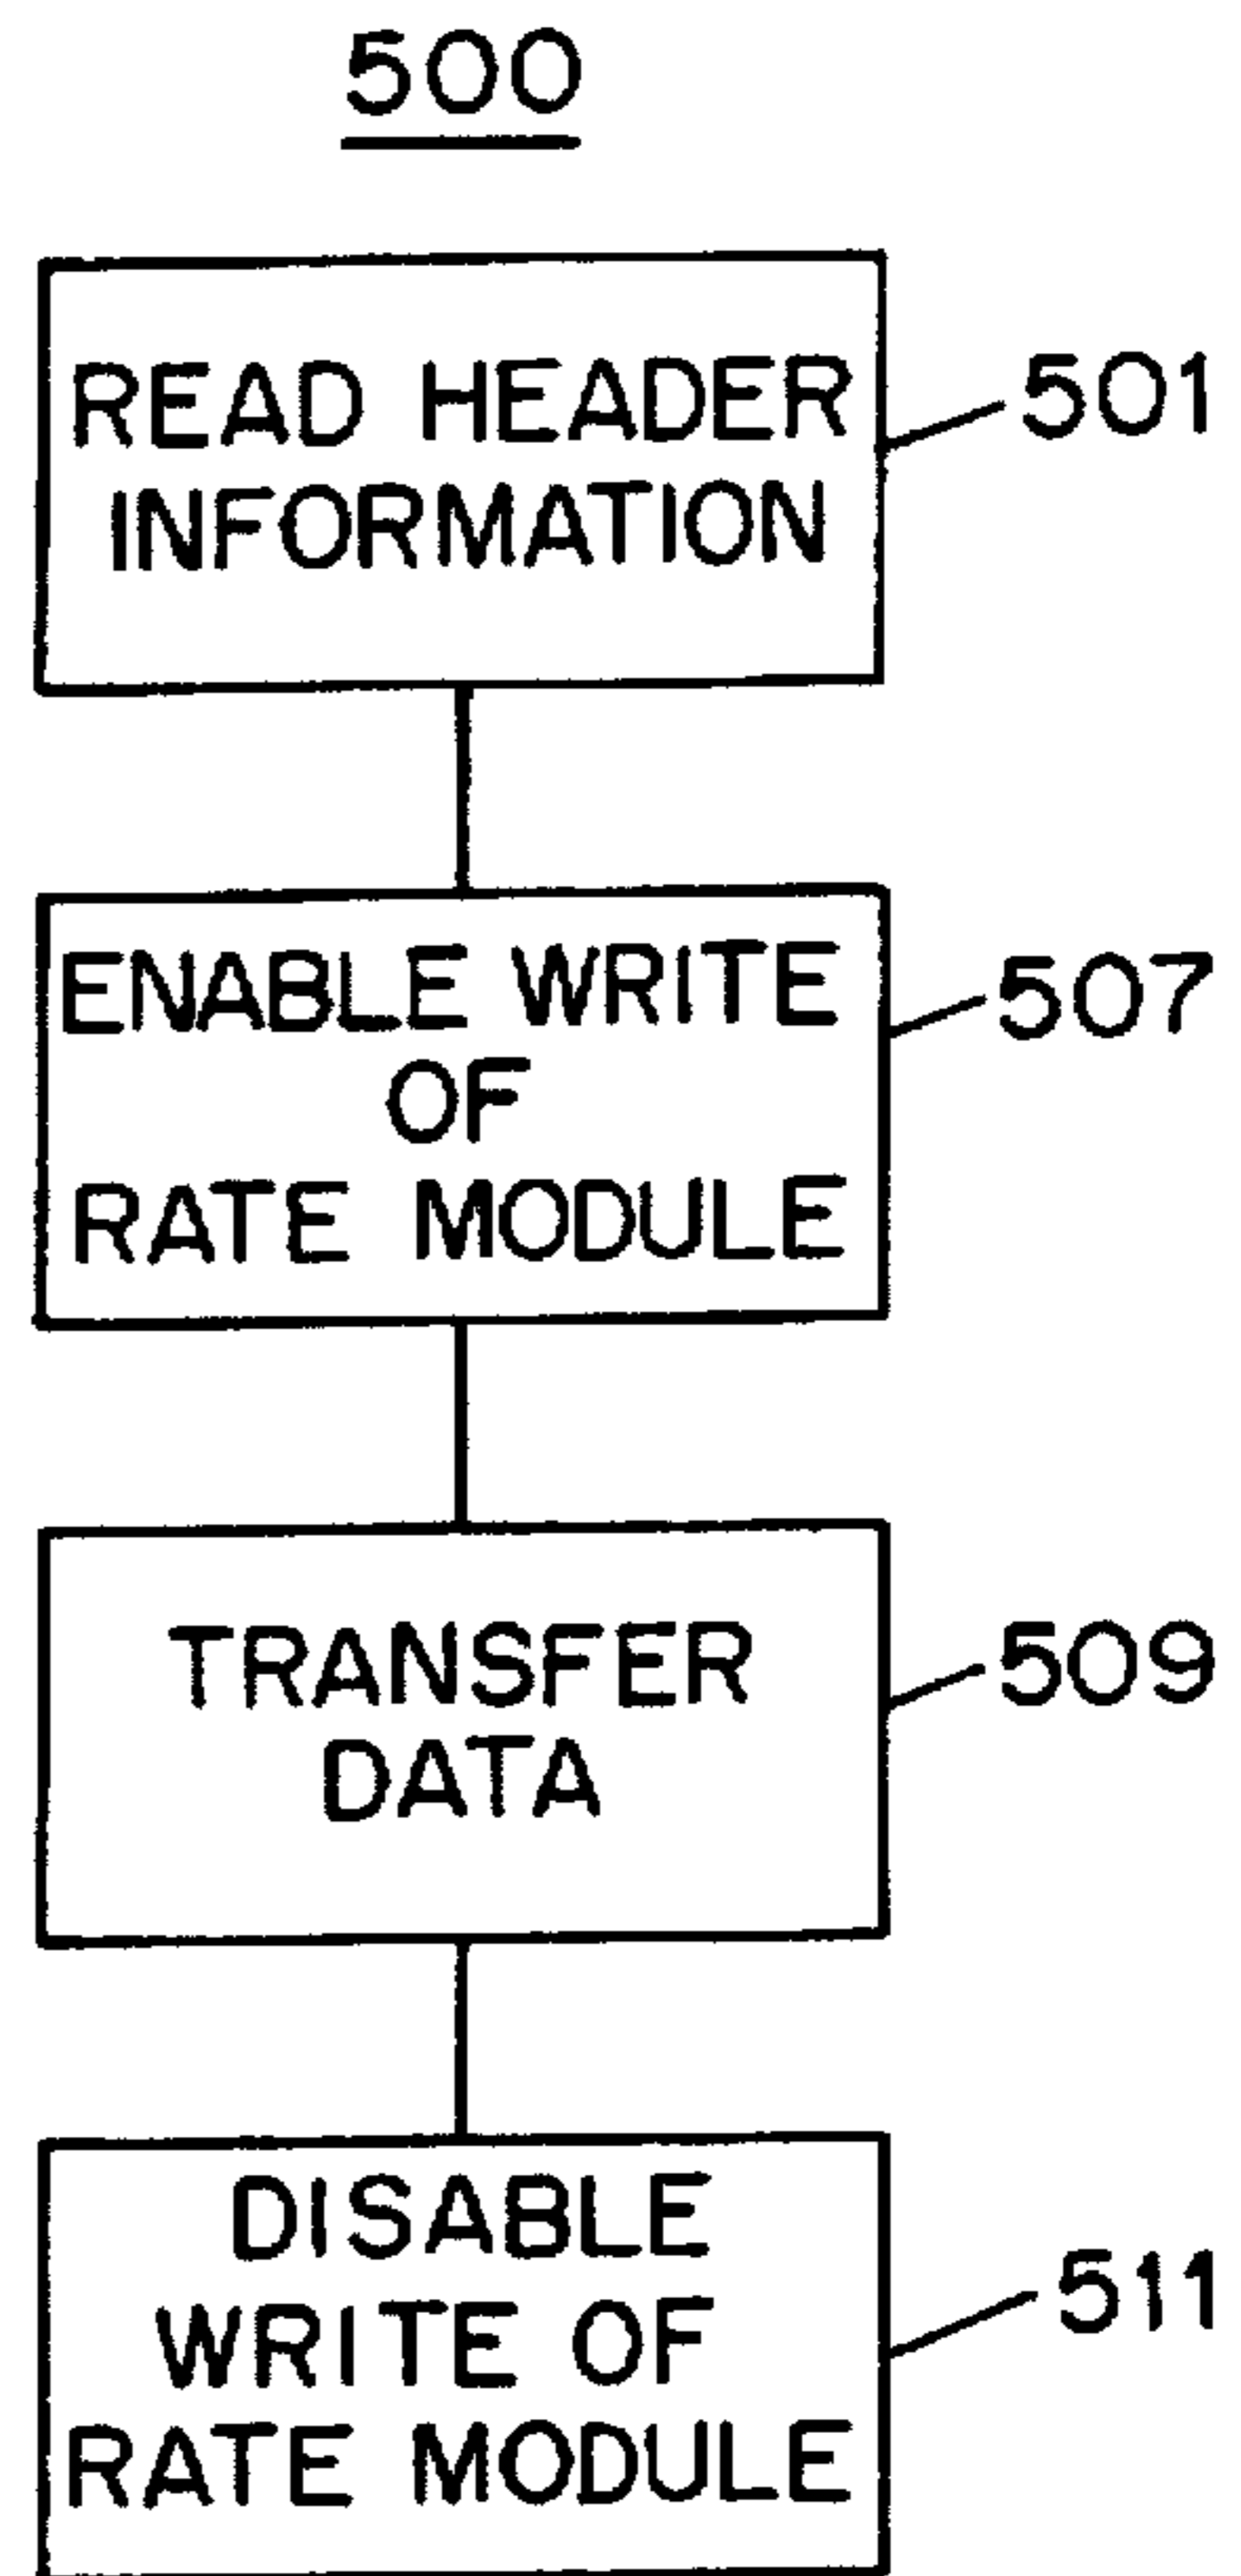 500
READ HEADER
INFORMATION
501
ENABLE WRITE
OF
RATE MODULE
507
TRANSFER
DATA
509
DISABLE
WRITE OF
RATE MODULE
511